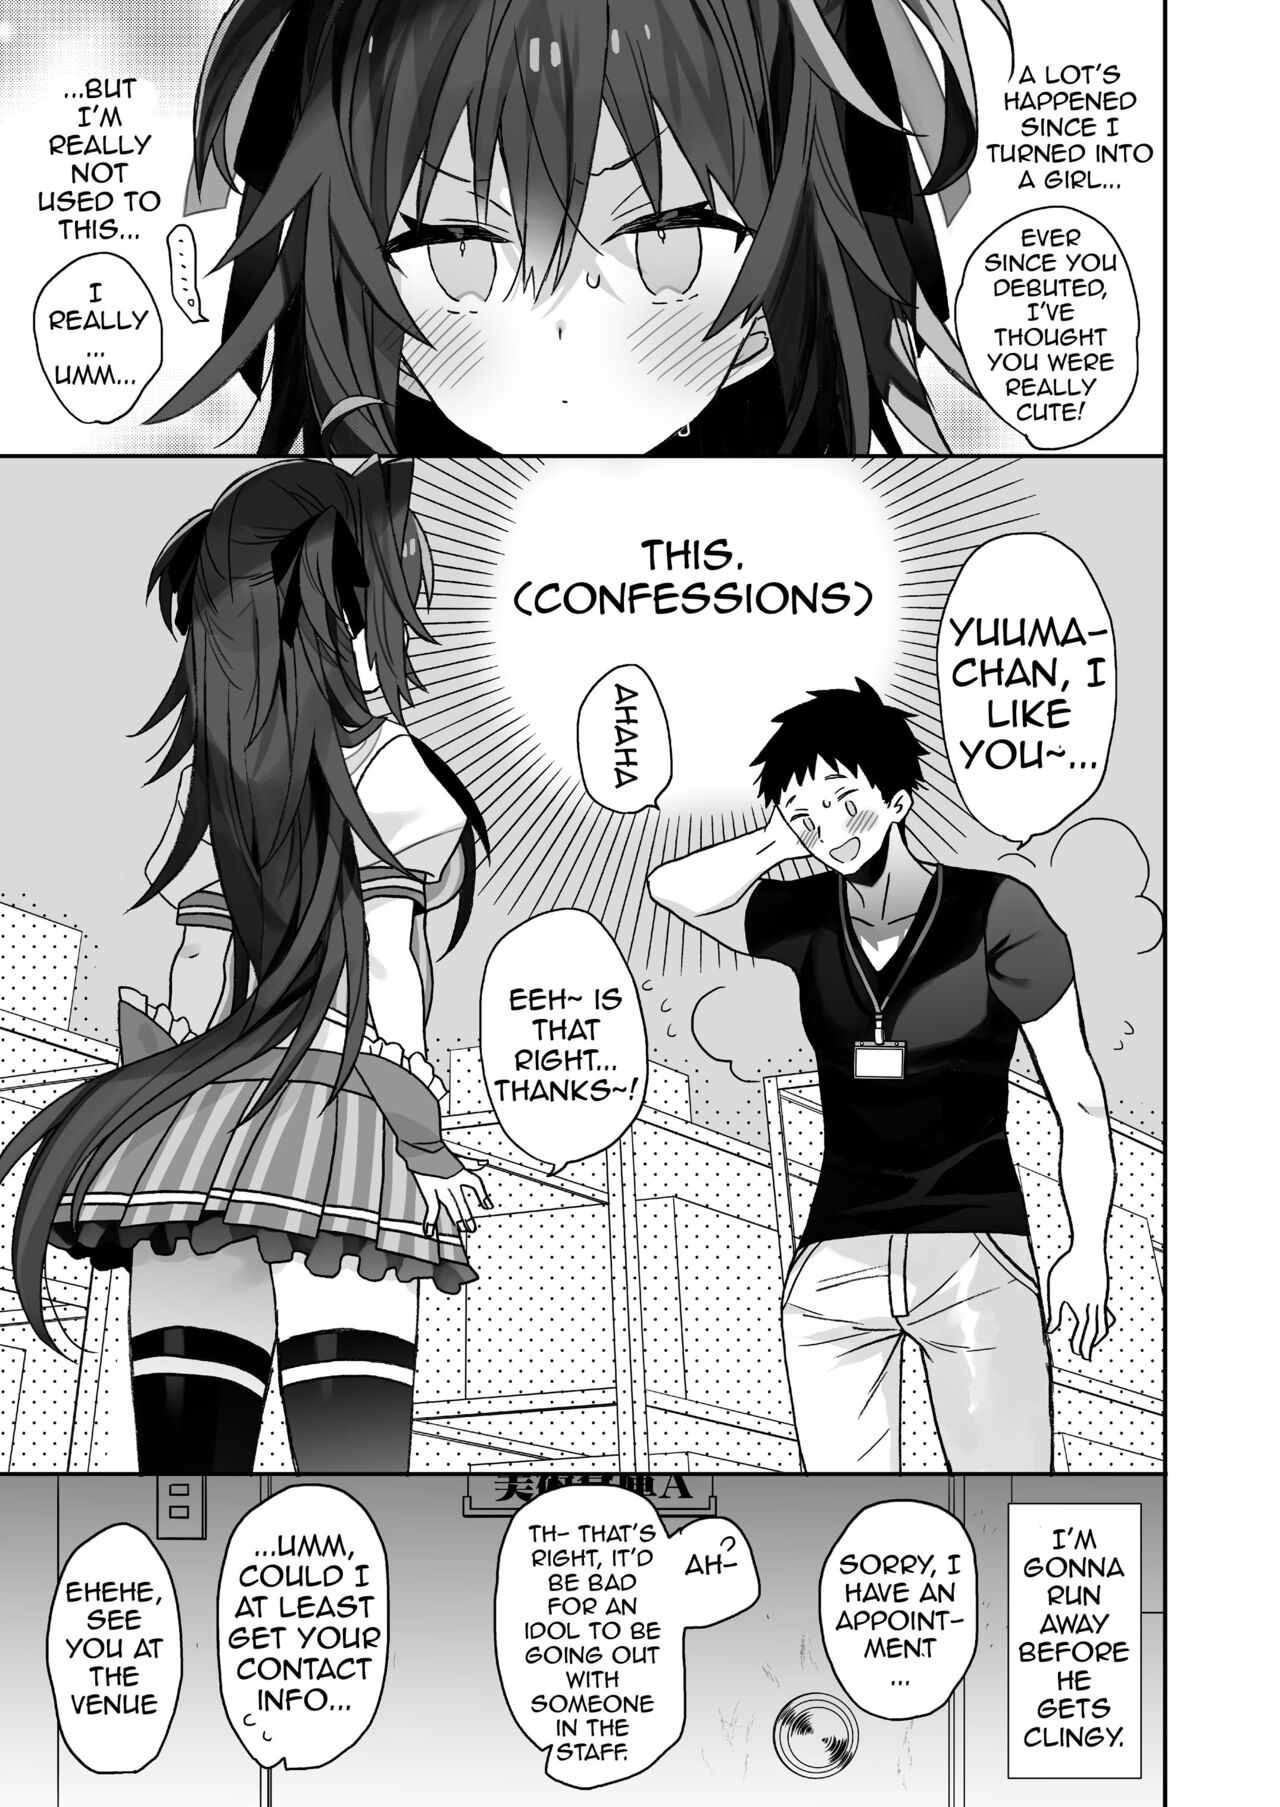 A LOT'S
HAPPENED
SINCE I
TURNED INTO
A GIRL...
EVER
SINCE YOU
DEBUTED,
I'VE
THOUGHT
YOU WERE
REALLY
CUTE!
...BUT
I'M
REALLY
NOT
USED TO
THIS...
......
I
REALLY
...
UMM...
YUUMA-
CHAN, I
LIKE
YOU~...
THIS.
(CONFESSIONS)
AHAHA
EEH~ IS
THAT
RIGHT...
THANKS~!
I'M
GONNA
RUN
AWAY
BEFORE
HE
GETS
CLINGY.
SORRY, I
HAVE AN
APPOINT-
MENT
...
AH-
TH- THAT'S
RIGHT, IT'D
BE BAD
FOR AN
IDOL TO BE
GOING OUT
WITH
SOMEONE
IN THE
STAFF.
...UMM,
COULD I
AT LEAST
GET YOUR
CONTACT
INFO...
EHEHE,
SEE
YOU AT
THE
VENUE